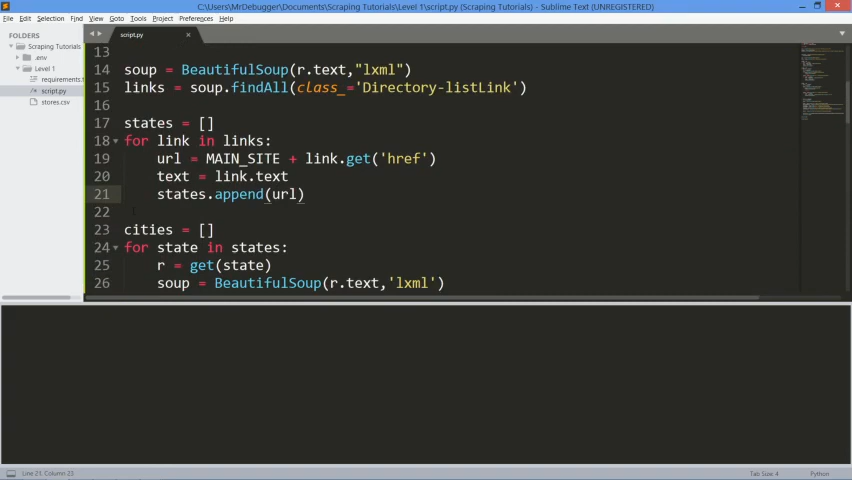 C:\Users\MrDebugger\Documents\Scraping Tutorials\Level 1\script.py (Scraping Tutorials) - Sublime Text (UNREGISTERED)
File Edit Selection Find View Goto Tools Project Preferences Help
FOLDERS
Scraping Tutorials
.env
Level 1
requirements.t
script.py
stores.csv
script.py
13
14 soup = BeautifulSoup(r.text,"lxml")
15 links = soup.findAll(class_='Directory-listLink')
16
17 states = []
18 for link in links:
19 url = MAIN_SITE + link.get('href')
20 text = link.text
21 states.append(url)
22
23 cities = []
24 for state in states:
25 r = get(state)
26 soup = BeautifulSoup(r.text,'lxml')
Line 21, Column 23
Tab Size: 4
Python